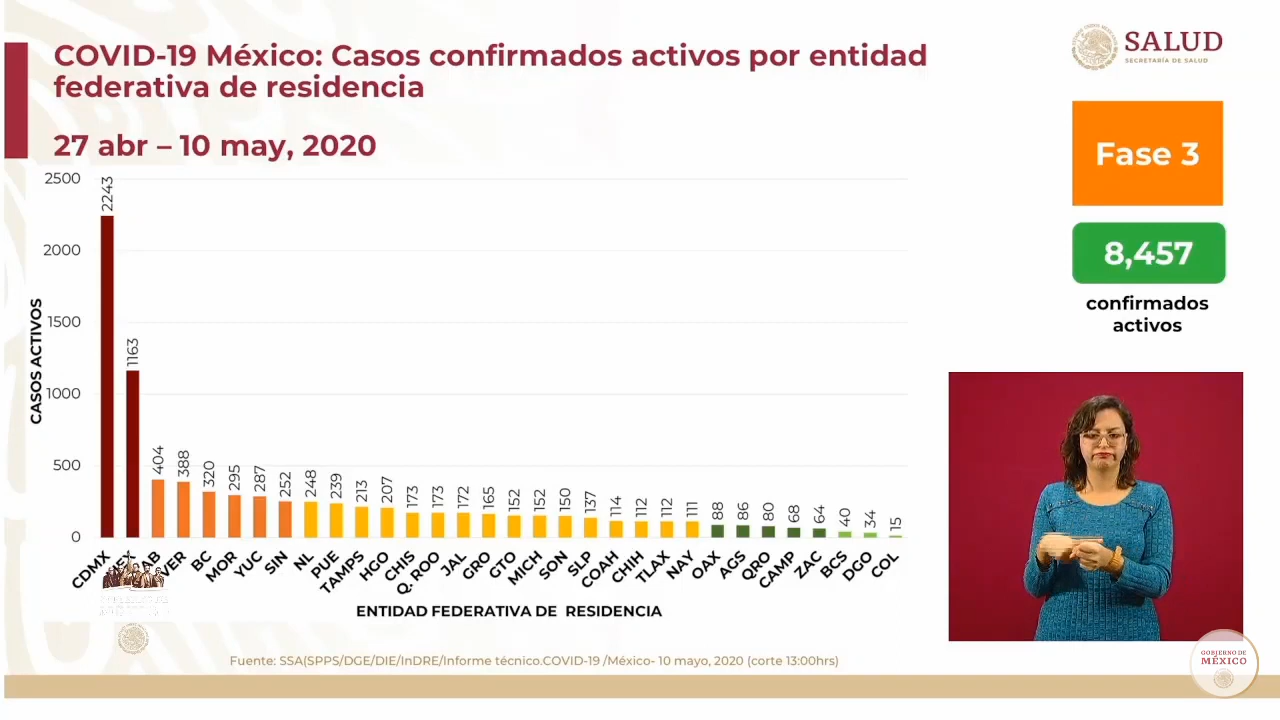 COVID-19 México: Casos confirmados activos por entidad
federativa de residencia
27 abr – 10 may, 2020
SALUD
SECRETARÍA DE SALUD
Fase 3
8,457
confirmados
activos
CASOS ACTIVOS
2500
2000
1500
1000
500
0
2243
1163
404
388
320
295
287
252
248
239
213
207
173
173
172
165
152
152
150
137
114
112
112
111
88
86
80
68
64
40
34
15
CDMX
VER
BC
MOR
YUC
SIN
NL
PUE
TAMPS
HGO
CHIS
Q. ROO
JAL
GRO
GTO
MICH
SON
SLP
COAH
CHIH
TLAX
NAY
OAX
AGS
QRO
CAMP
ZAC
BCS
DGO
COL
ENTIDAD FEDERATIVA DE RESIDENCIA
Fuente: SSA(SPPS/DGE/DIE/InDRE/Informe técnico.COVID-19 /México- 10 mayo, 2020 (corte 13:00hrs)
GOBIERNO DE
MÉXICO